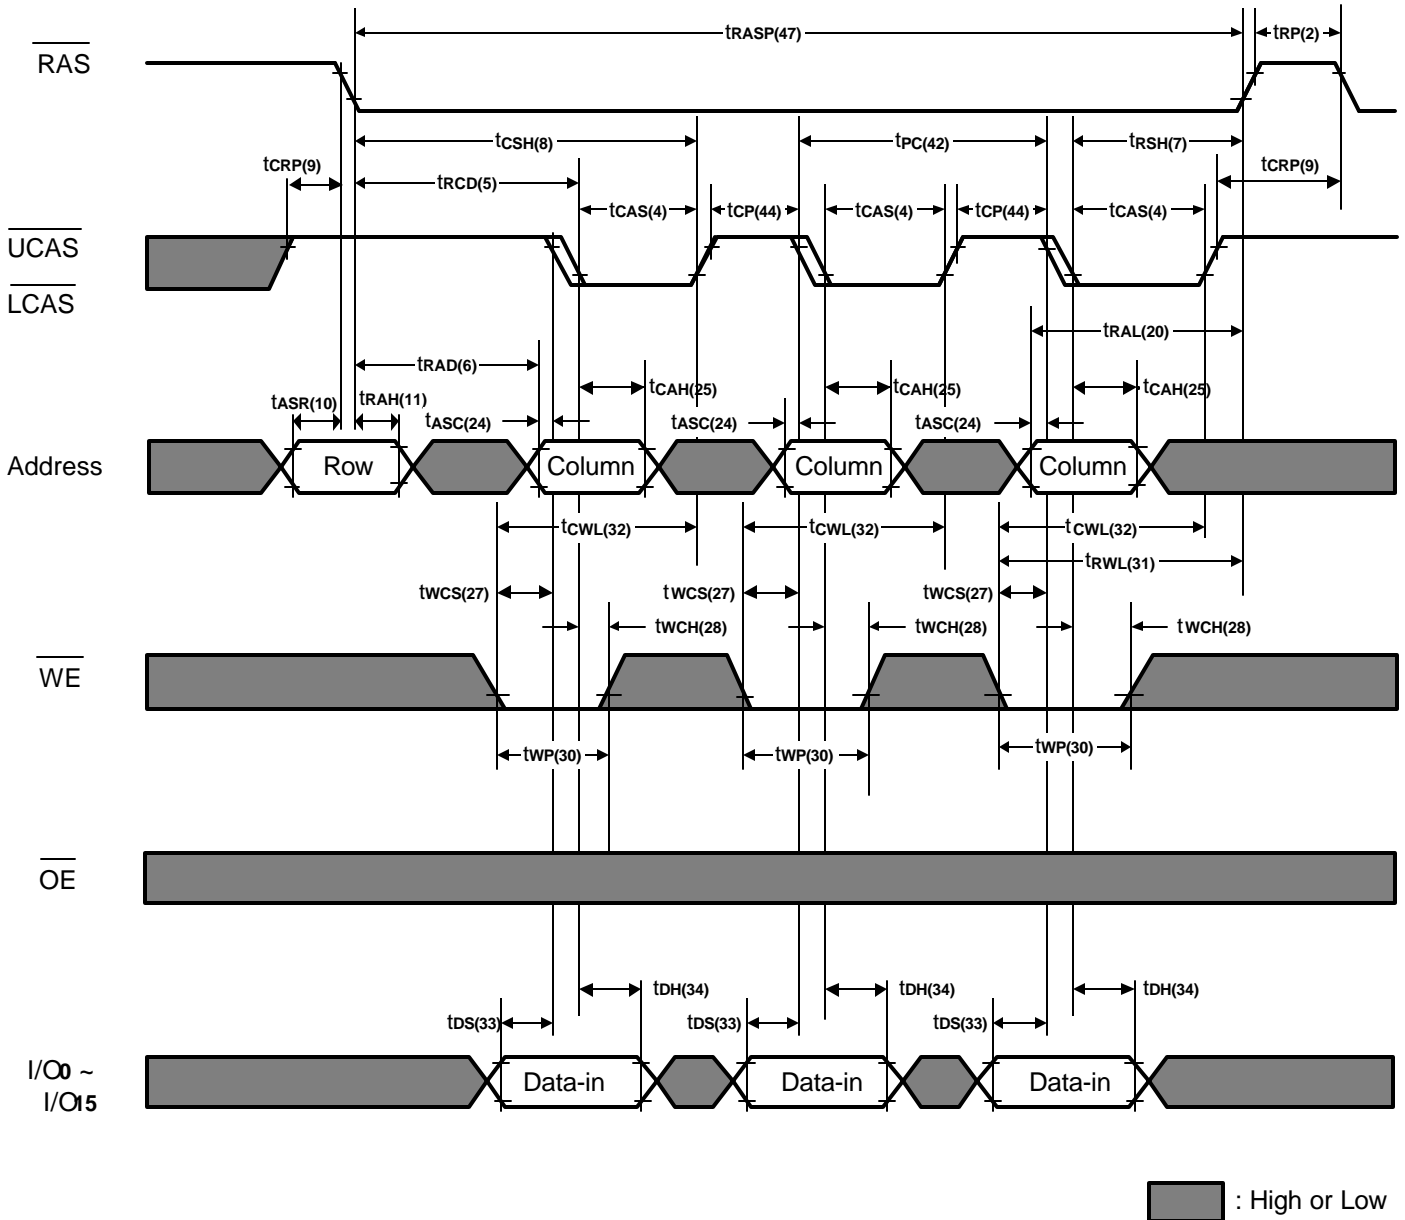 tRASP(47) tRP(2)
RAS
tCSH(8) tPC(42) tRSH(7)
tCRP(9) tCRP(9)
tRCD(5)
tCAS(4) tCP(44) tCAS(4) tCP(44) tCAS(4)
UCAS
LCAS
tRAL(20)
tRAD(6)
tCAH(25) tCAH(25) tCAH(25)
tASR(10) tRAH(11)
tASC(24) tASC(24) tASC(24)
Address Row Column Column Column
tCWL(32) tCWL(32) tCWL(32)
tRWL(31)
tWCS(27) tWCS(27) tWCS(27)
tWCH(28) tWCH(28) tWCH(28)
WE
tWP(30) tWP(30) tWP(30)
OE
tDH(34) tDH(34) tDH(34)
tDS(33) tDS(33) tDS(33)
I/O0 ~
I/O15
Data-in Data-in Data-in
: High or Low